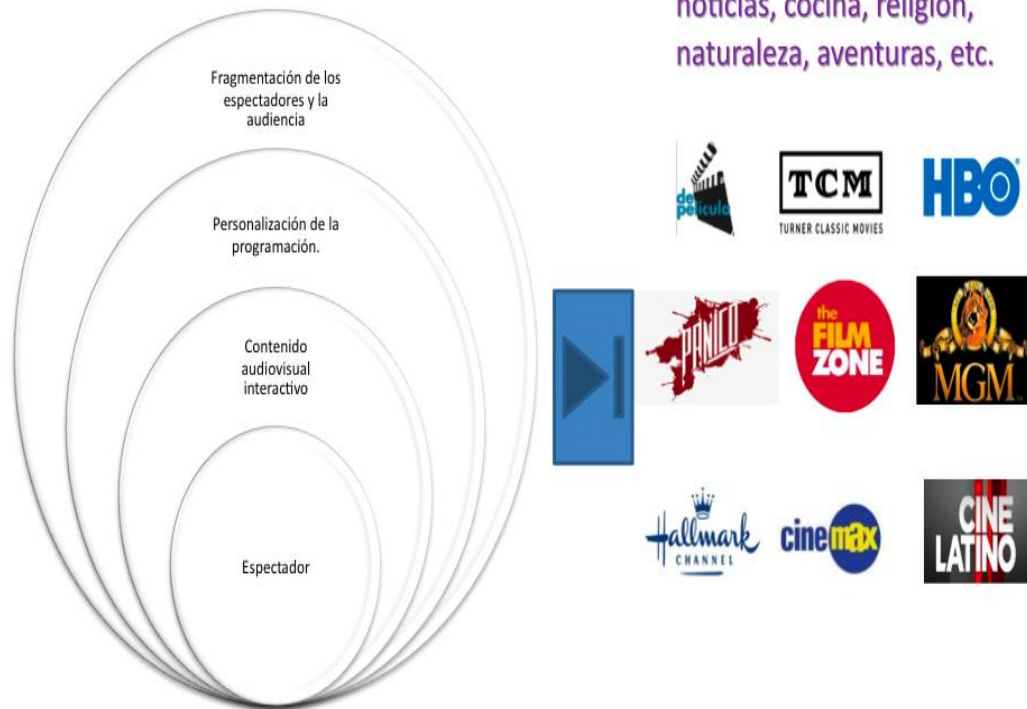 noticias, cocina, religión,
naturaleza, aventuras, etc.
Fragmentación de los
espectadores y la
audiencia
Personalización de la
programación.
Contenido
audiovisual
interactivo
Espectador
de
película
TCM
TURNER CLASSIC MOVIES
HBO
PÁNICO
the
FILM
ZONE
MGM
Hallmark
CHANNEL
cinemax
CINE
LATINO